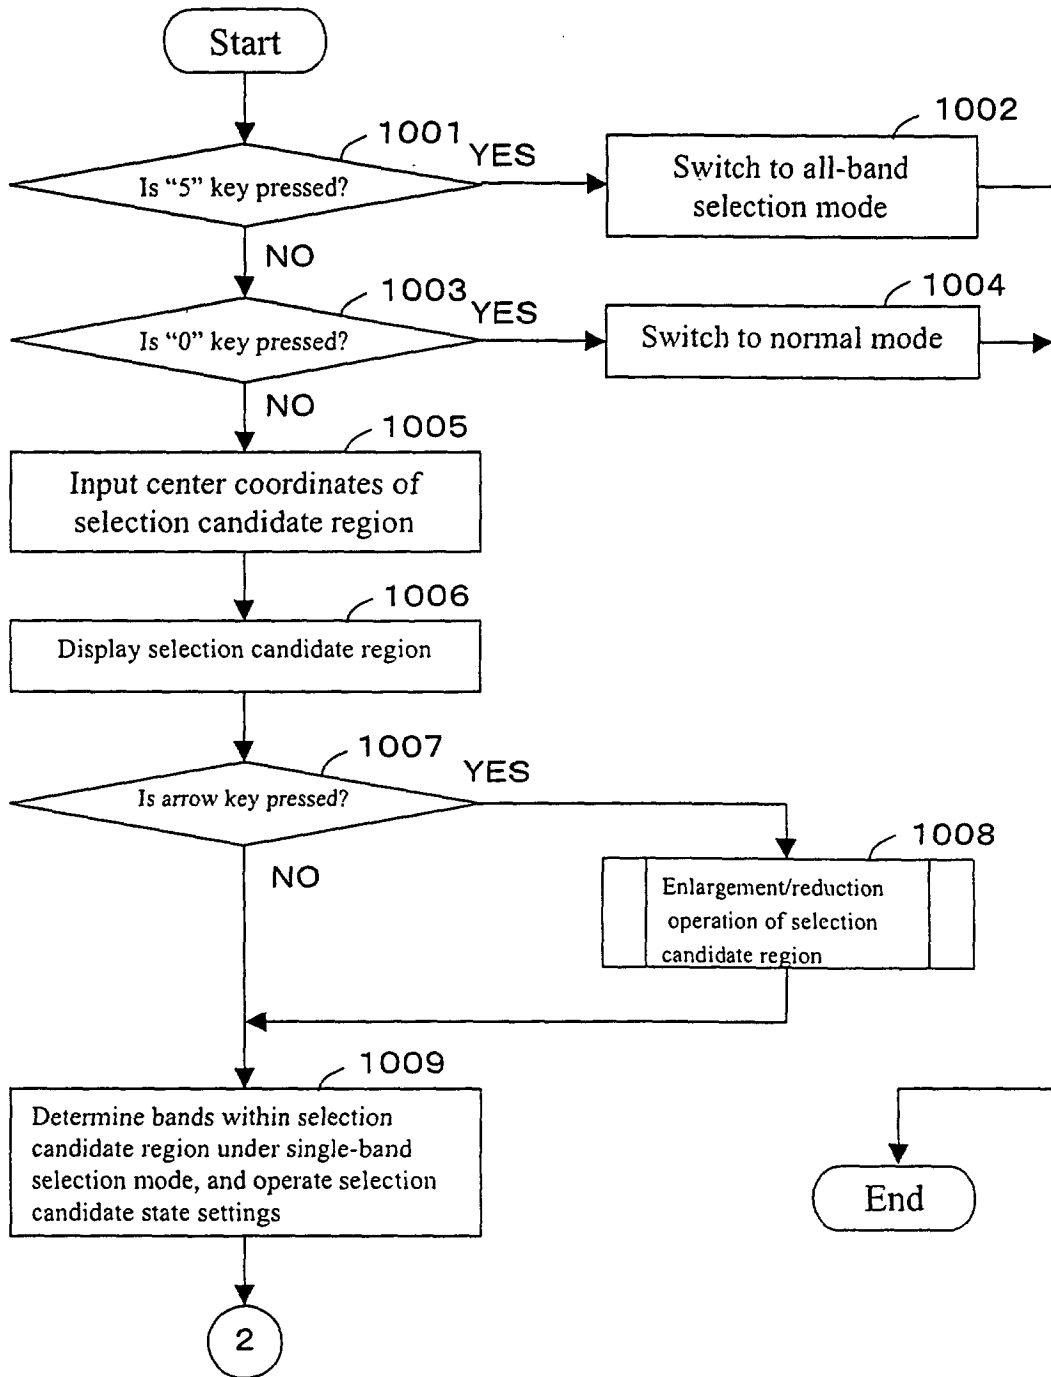 Start
1001
Is “5” key pressed?
YES
1002
Switch to all-band
selection mode
NO
1003
Is “0” key pressed?
YES
1004
Switch to normal mode
NO
1005
Input center coordinates of
selection candidate region
1006
Display selection candidate region
1007
Is arrow key pressed?
YES
1008
Enlargement/reduction
operation of selection
candidate region
NO
1009
Determine bands within selection
candidate region under single-band
selection mode, and operate selection
candidate state settings
End
2